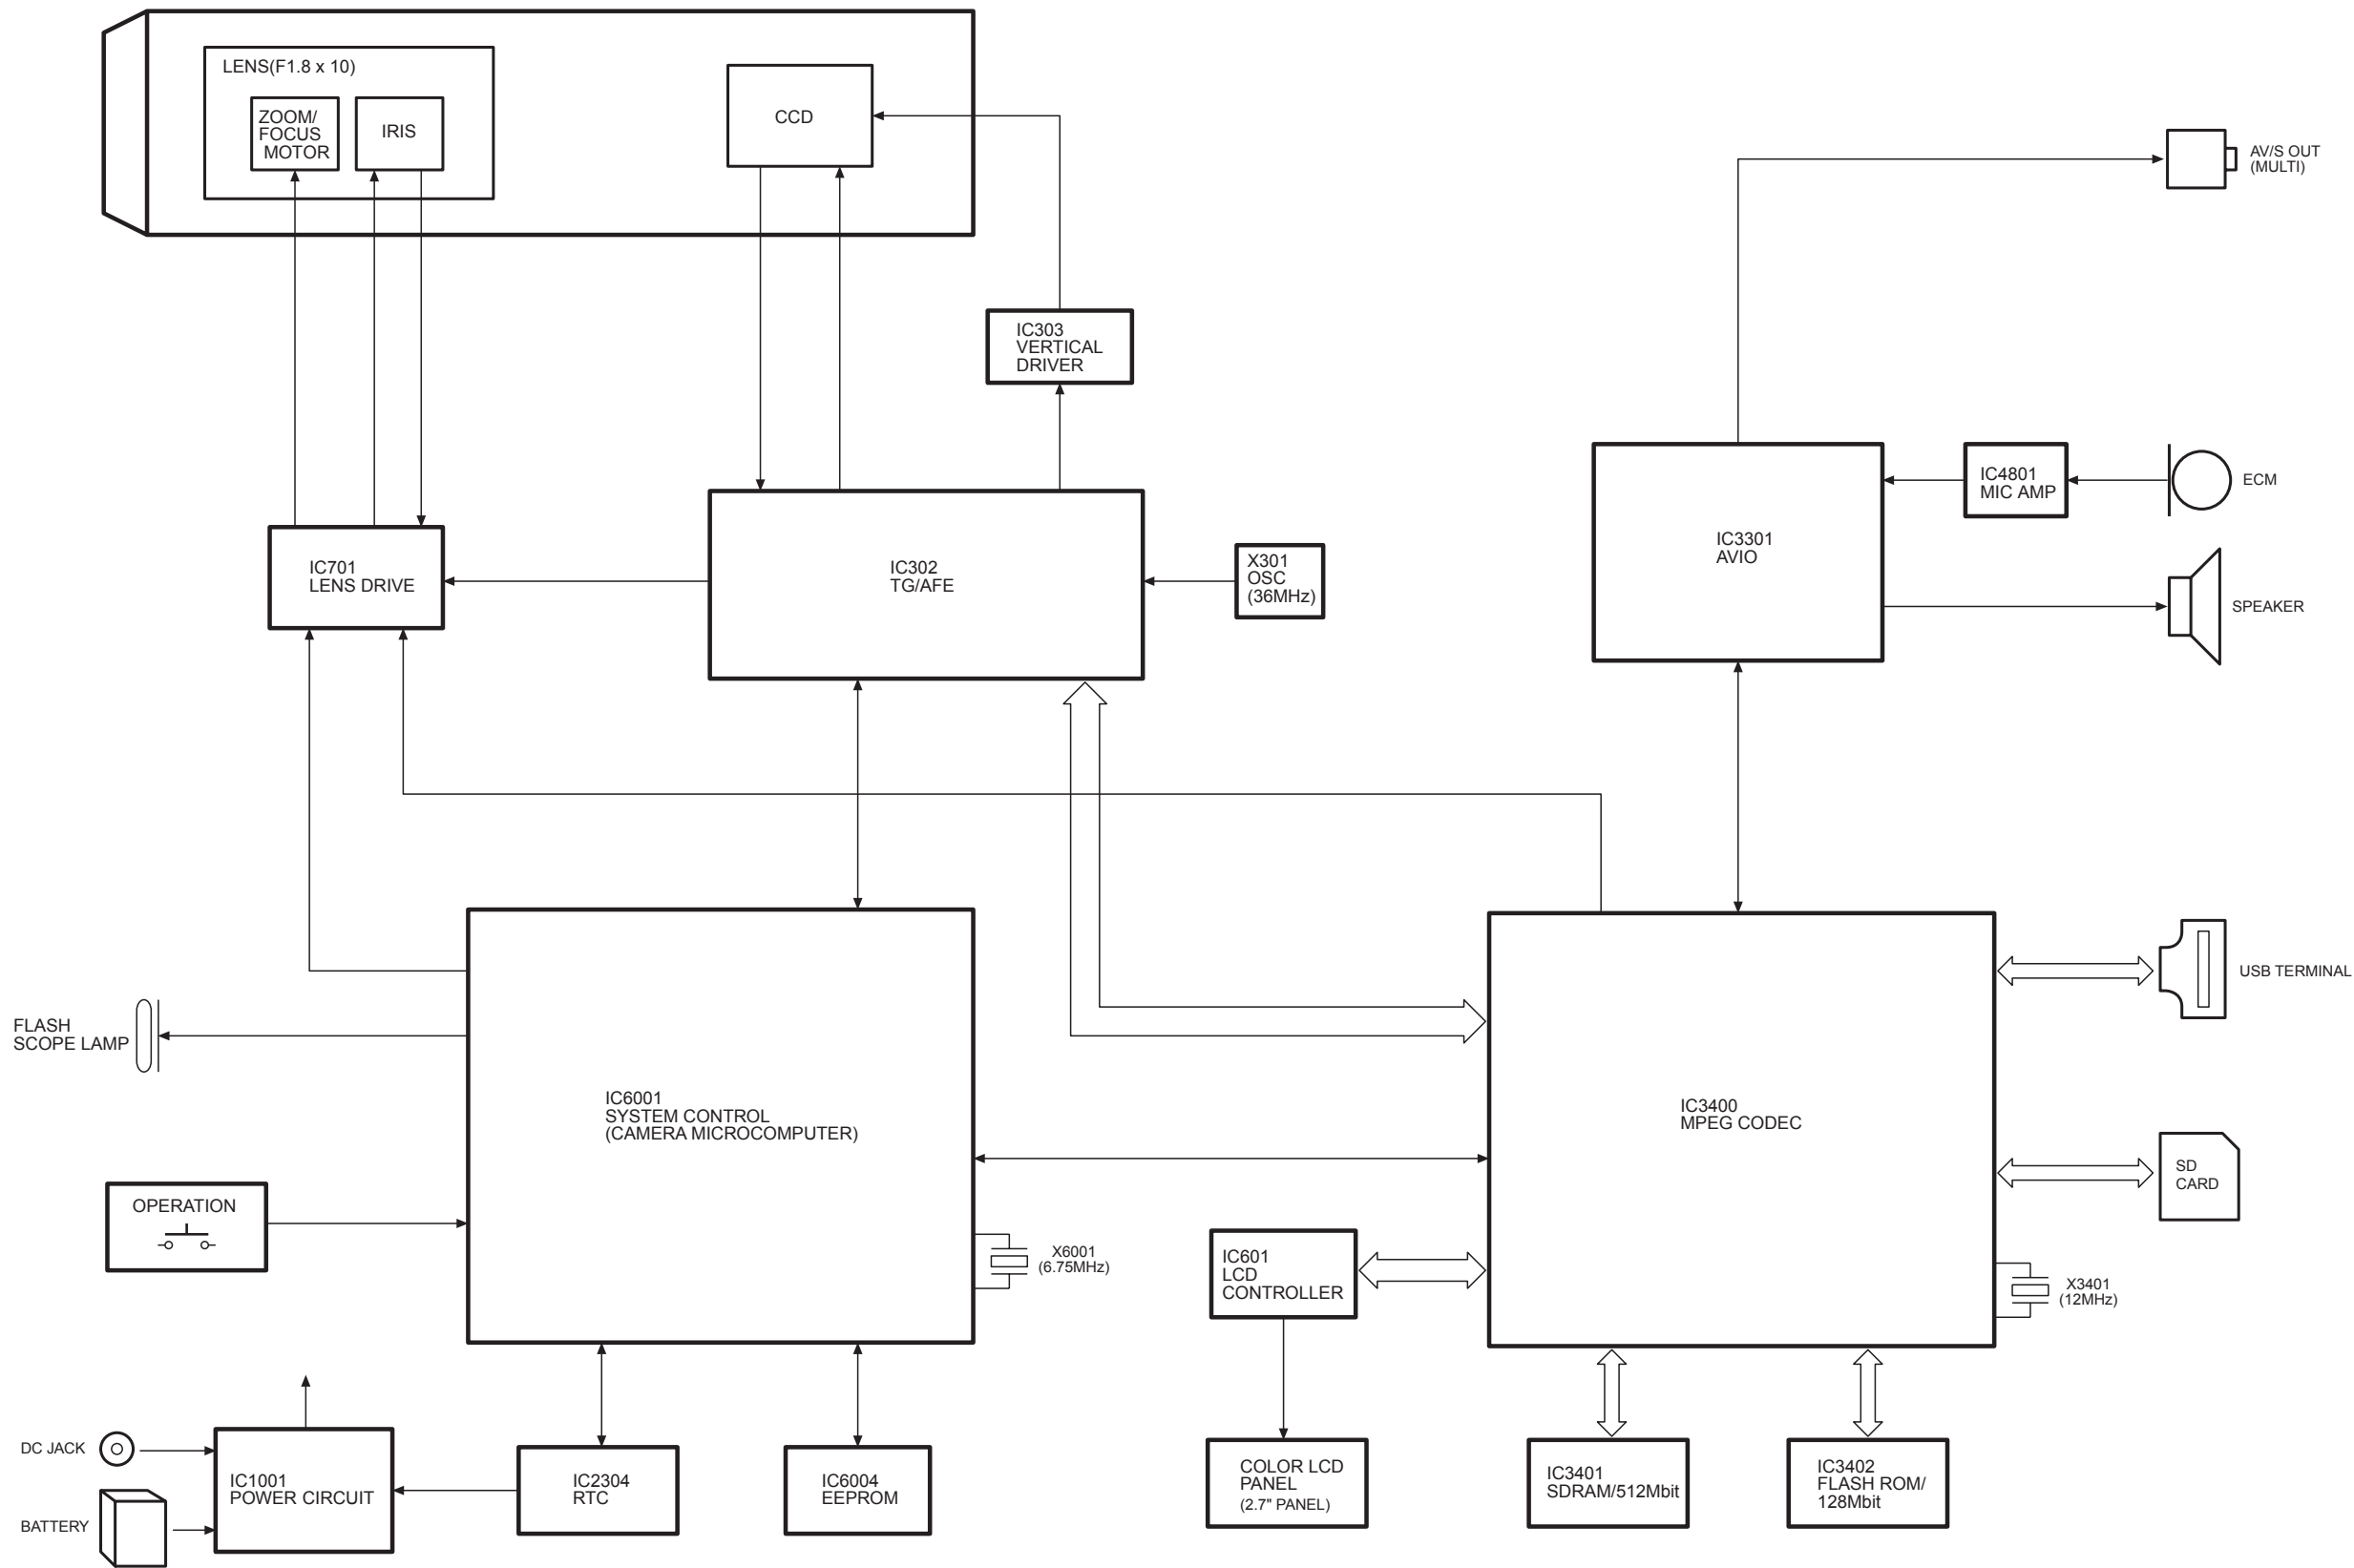 LENS(F1.8 x 10)
ZOOM/
FOCUS
MOTOR
IRIS
CCD
AV/S OUT
(MULTI)
IC303
VERTICAL
DRIVER
IC4801
MIC AMP
ECM
IC701
LENS DRIVE
IC302
TG/AFE
X301
OSC
(36MHz)
IC3301
AVIO
SPEAKER
USB TERMINAL
FLASH
SCOPE LAMP
IC6001
SYSTEM CONTROL
(CAMERA MICROCOMPUTER)
IC3400
MPEG CODEC
SD
CARD
OPERATION
X6001
(6.75MHz)
IC601
LCD
CONTROLLER
X3401
(12MHz)
DC JACK
BATTERY
IC1001
POWER CIRCUIT
IC2304
RTC
IC6004
EEPROM
COLOR LCD
PANEL
(2.7" PANEL)
IC3401
SDRAM/512Mbit
IC3402
FLASH ROM/
128Mbit